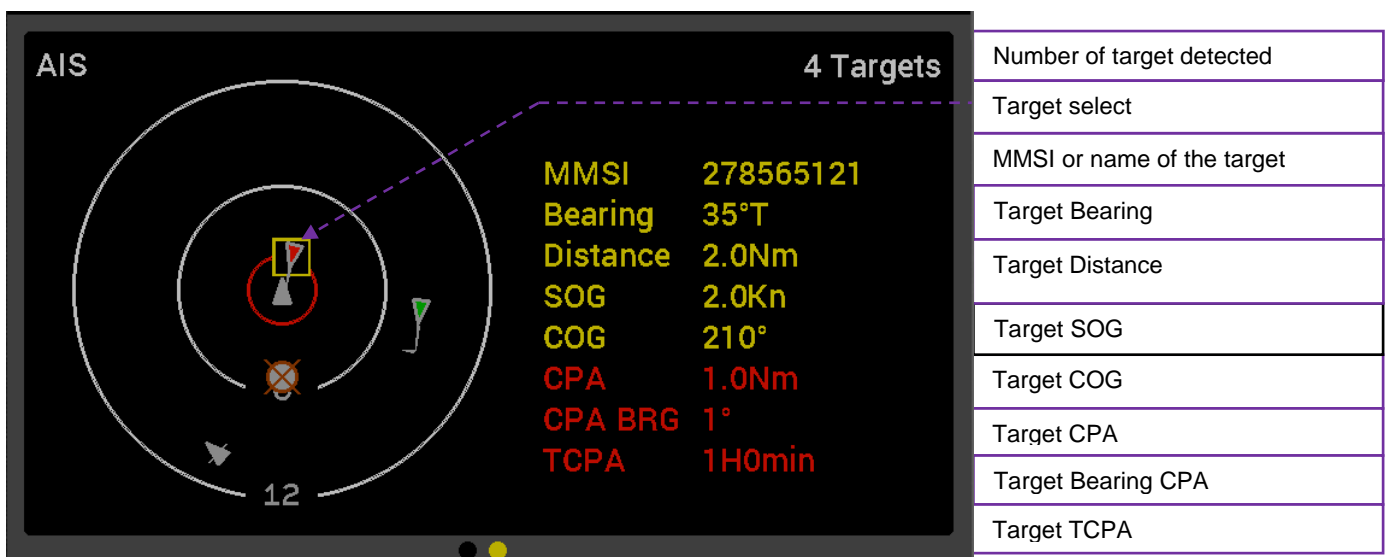 AIS
4 Targets
MMSI 278565121
Bearing 35°T
Distance 2.0Nm
SOG 2.0Kn
COG 210°
CPA 1.0Nm
CPA BRG 1°
TCPA 1H0min
12
Number of target detected
Target select
MMSI or name of the target
Target Bearing
Target Distance
Target SOG
Target COG
Target CPA
Target Bearing CPA
Target TCPA